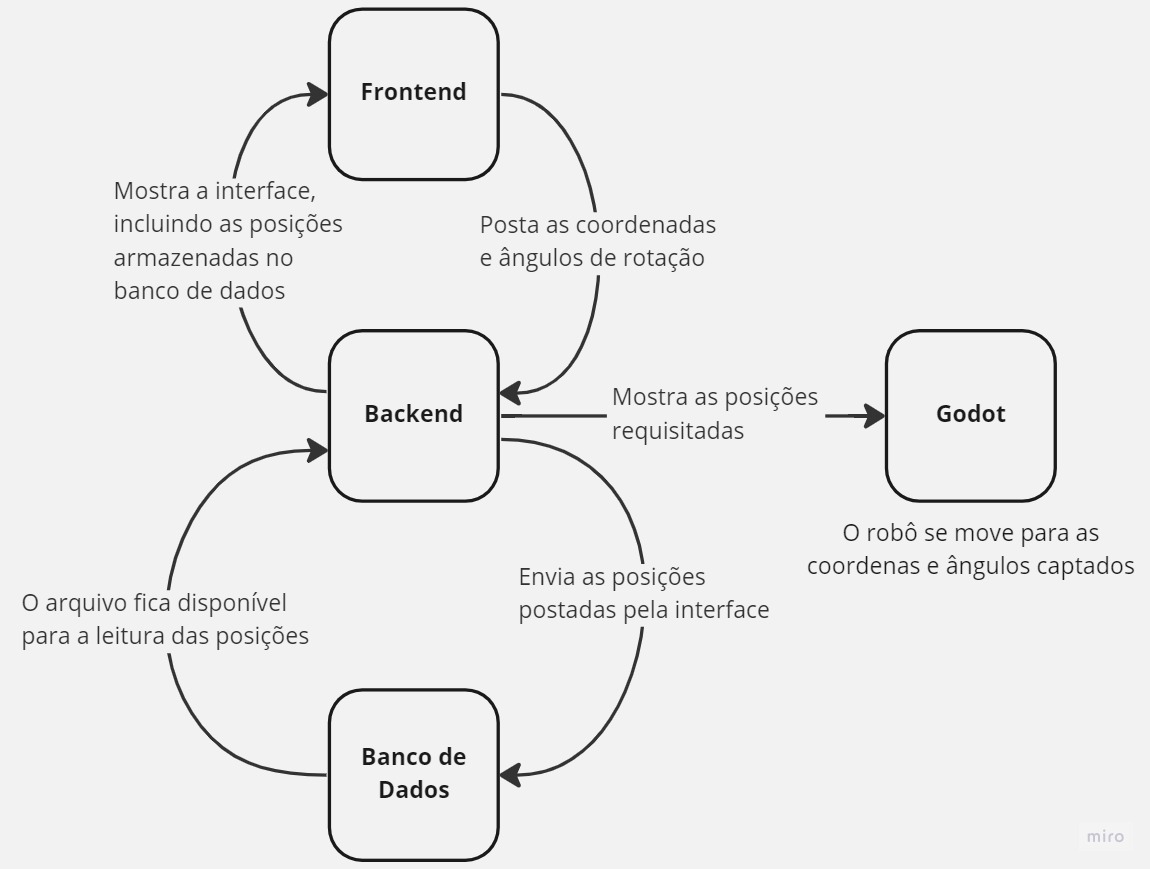 Frontend
Mostra a interface,
incluindo as posições
armazenadas no
banco de dados
Posta as coordenadas
e ângulos de rotação
Backend
Mostra as posições
requisitadas
Godot
O robô se move para as
coordenas e ângulos captados
Envia as posições
postadas pela interface
O arquivo fica disponível
para a leitura das posições
Banco de
Dados
miro